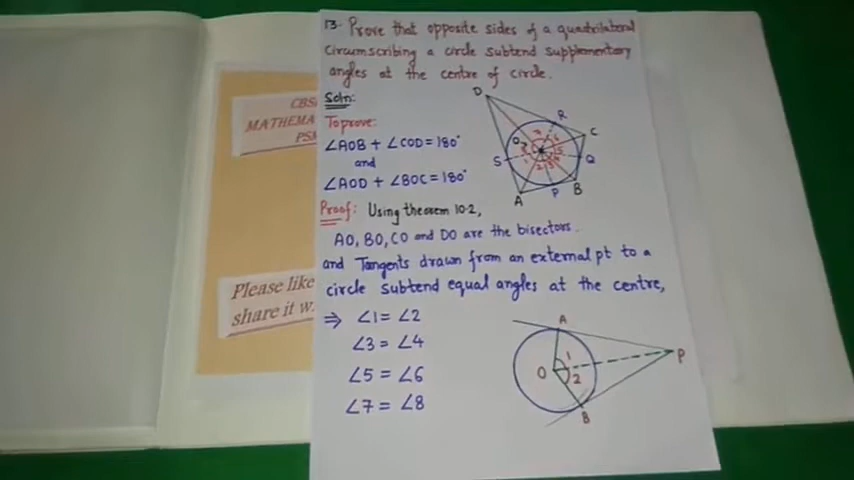 13. Prove that opposite sides of a quadrilateral
circumscribing a circle subtend supplementary
angles at the centre of circle.
Soln:
To prove:
∠AOB + ∠COD = 180°
and
∠AOD + ∠BOC = 180°
Proof: Using theorem 10.2,
AO, BO, CO and DO are the bisectors.
and Tangents drawn from an external pt to a
circle subtend equal angles at the centre,
⇒ ∠1 = ∠2
∠3 = ∠4
∠5 = ∠6
∠7 = ∠8
D
R
C
S
O
Q
A
P
B
A
O
1
2
P
B
CBS
MATHEMA
PS
Please like
share it w